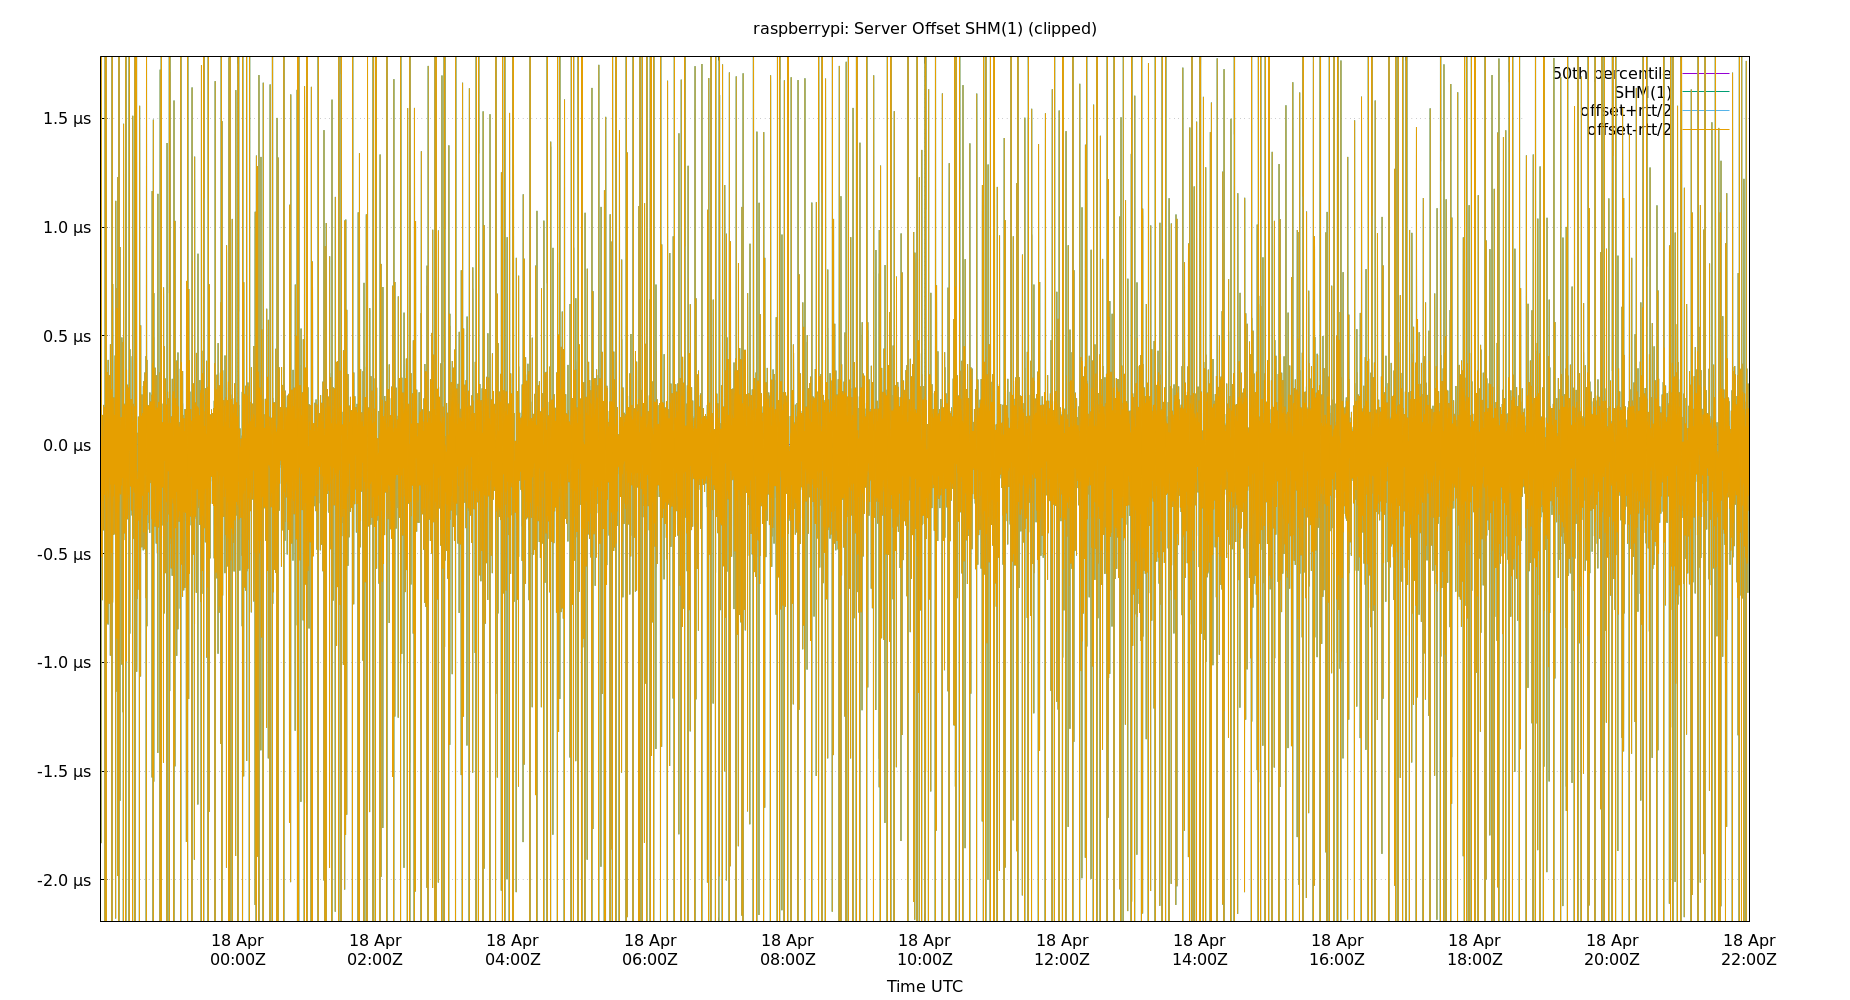 raspberrypi: Server Offset SHM(1) (clipped)
50th percentile
SHM(1)
offset+rtt/2
offset-rtt/2
1.5 µs
1.0 µs
0.5 µs
0.0 µs
-0.5 µs
-1.0 µs
-1.5 µs
-2.0 µs
18 Apr 18 Apr 18 Apr 18 Apr 18 Apr 18 Apr 18 Apr 18 Apr 18 Apr 18 Apr 18 Apr 18 Apr
00:00Z 02:00Z 04:00Z 06:00Z 08:00Z 10:00Z 12:00Z 14:00Z 16:00Z 18:00Z 20:00Z 22:00Z
Time UTC